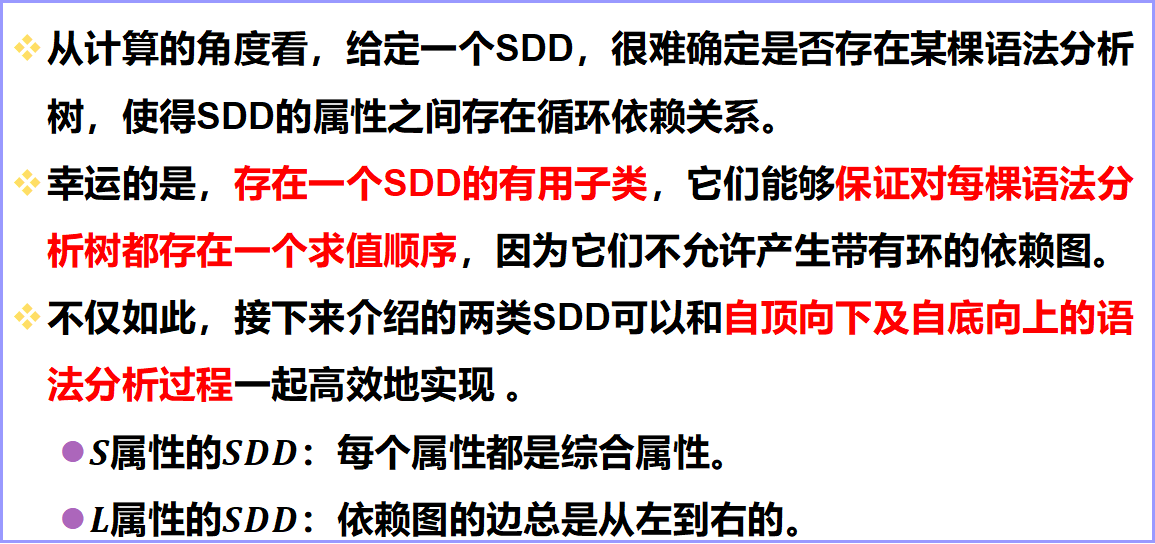 从计算的角度看，给定一个SDD，很难确定是否存在某棵语法分析
树，使得SDD的属性之间存在循环依赖关系。
幸运的是，存在一个SDD的有用子类，它们能够保证对每棵语法分
析树都存在一个求值顺序，因为它们不允许产生带有环的依赖图。
不仅如此，接下来介绍的两类SDD可以和自顶向下及自底向上的语
法分析过程一起高效地实现 。
S属性的SDD：每个属性都是综合属性。
L属性的SDD：依赖图的边总是从左到右的。